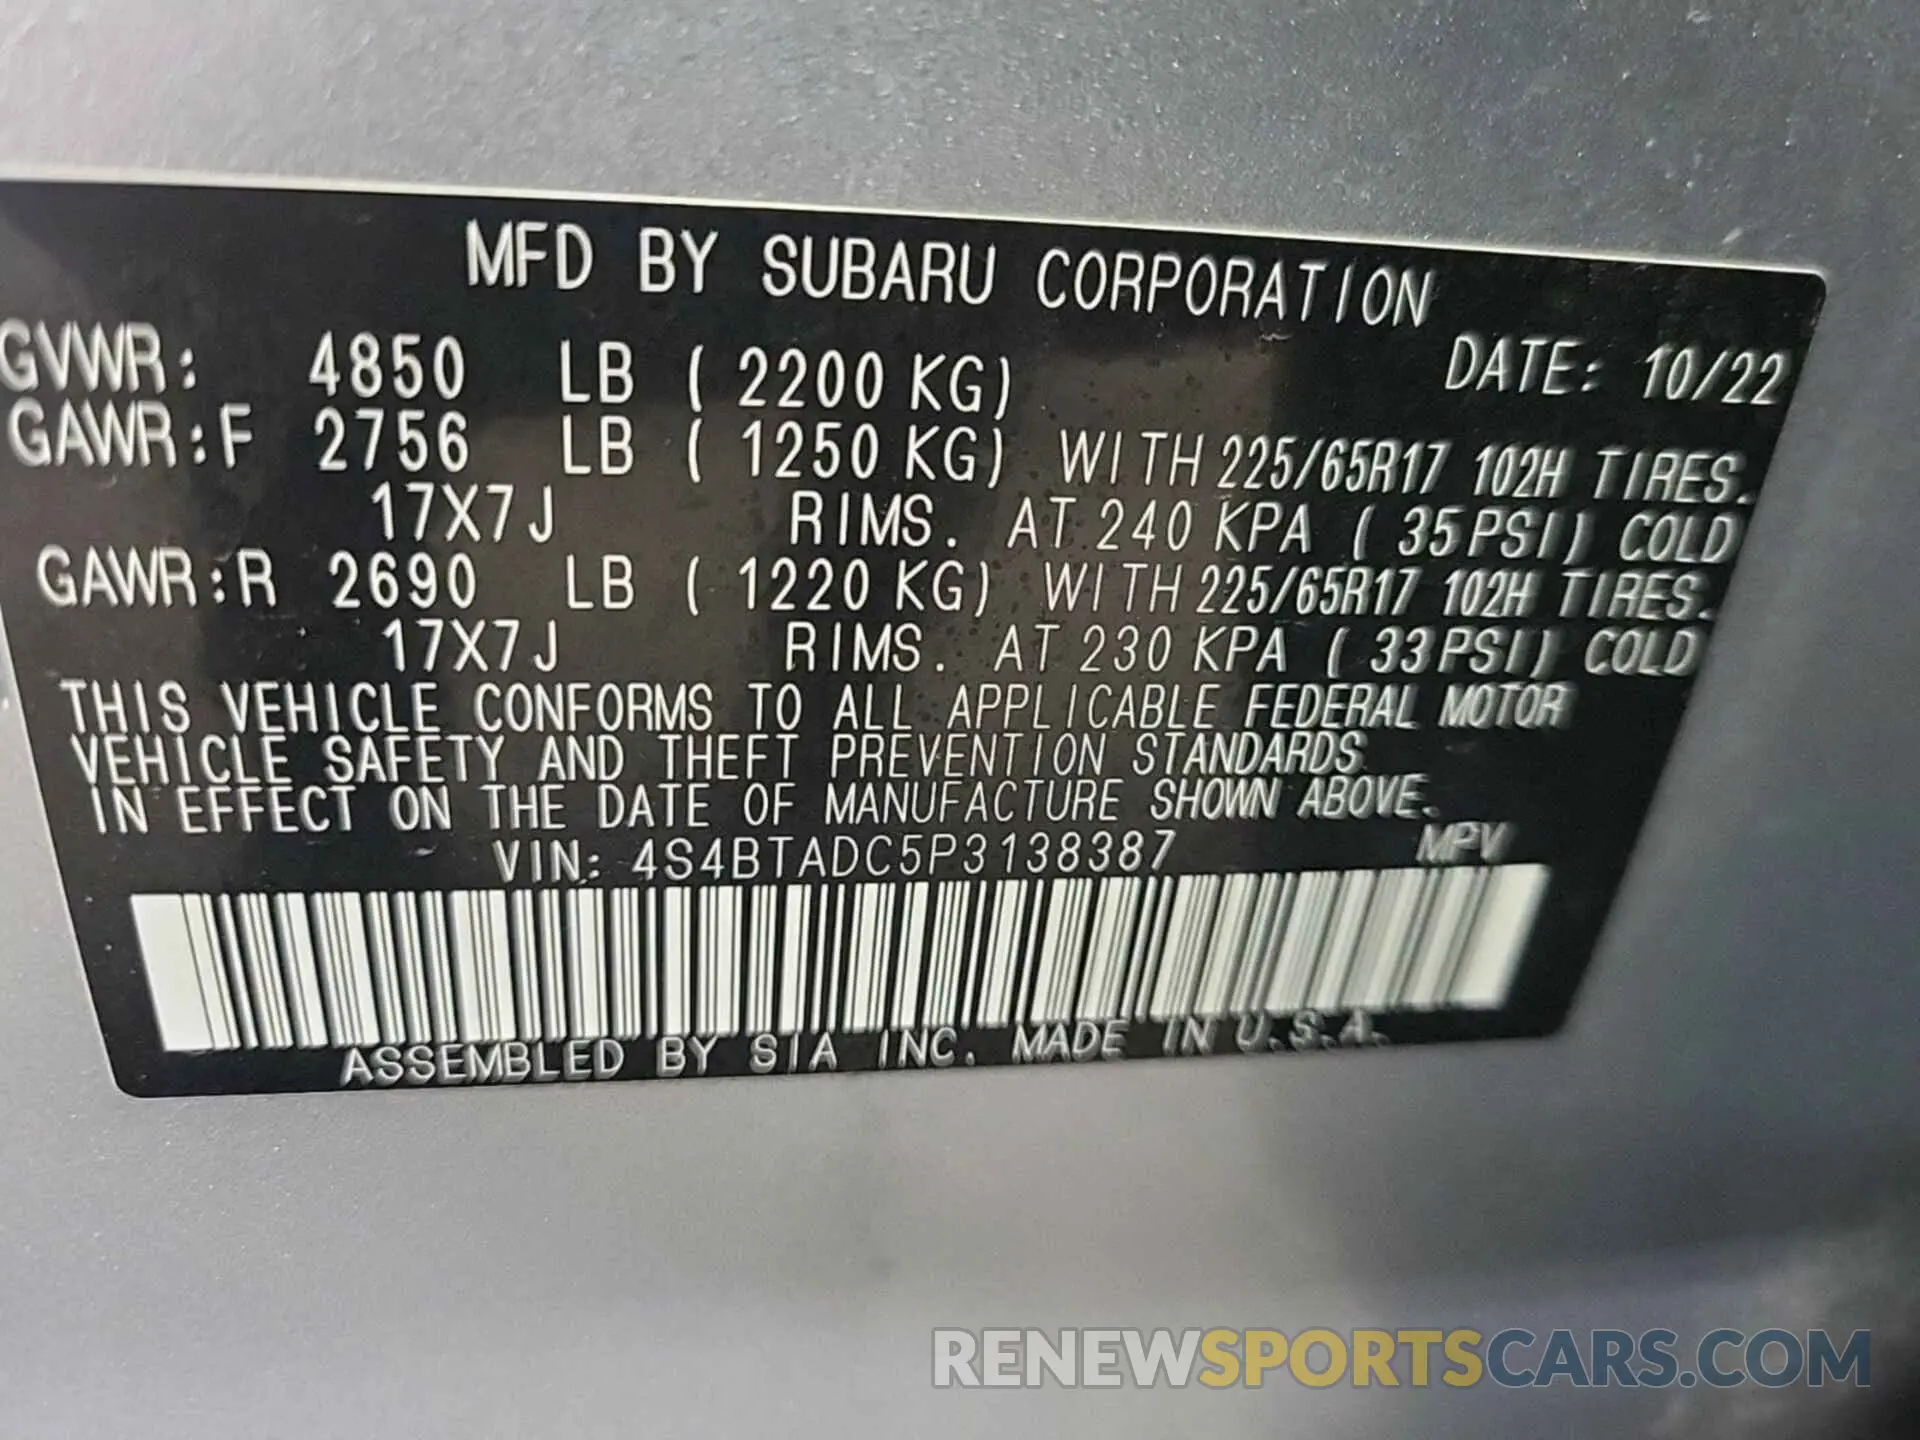 MFD BY SUBARU CORPORATION
GVWR: 4850 LB ( 2200 KG) DATE: 10/22
GAWR:F 2756 LB ( 1250 KG) WITH 225/65R17 102H TIRES.
17X7J RIMS. AT 240 KPA ( 35PSI) COLD
GAWR:R 2690 LB ( 1220 KG) WITH 225/65R17 102H TIRES.
17X7J RIMS. AT 230 KPA ( 33PSI) COLD
THIS VEHICLE CONFORMS TO ALL APPLICABLE FEDERAL MOTOR
VEHICLE SAFETY AND THEFT PREVENTION STANDARDS
IN EFFECT ON THE DATE OF MANUFACTURE SHOWN ABOVE.
VIN: 4S4BTADC5P3138387 MPV
ASSEMBLED BY SIA INC. MADE IN U.S.A.
RENEWSPORTSCARS.COM